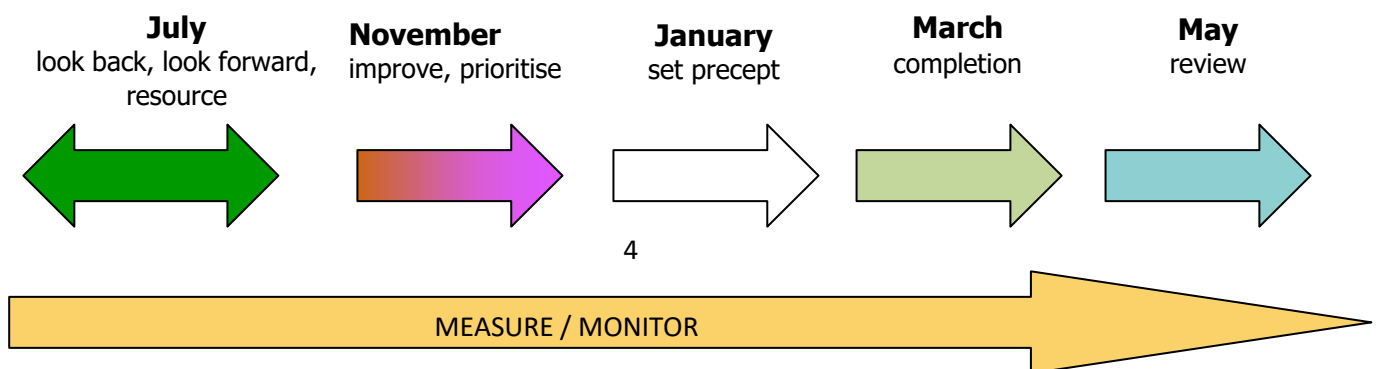 July
look back, look forward,
resource
November
improve, prioritise
January
set precept
March
completion
May
review
4
MEASURE / MONITOR